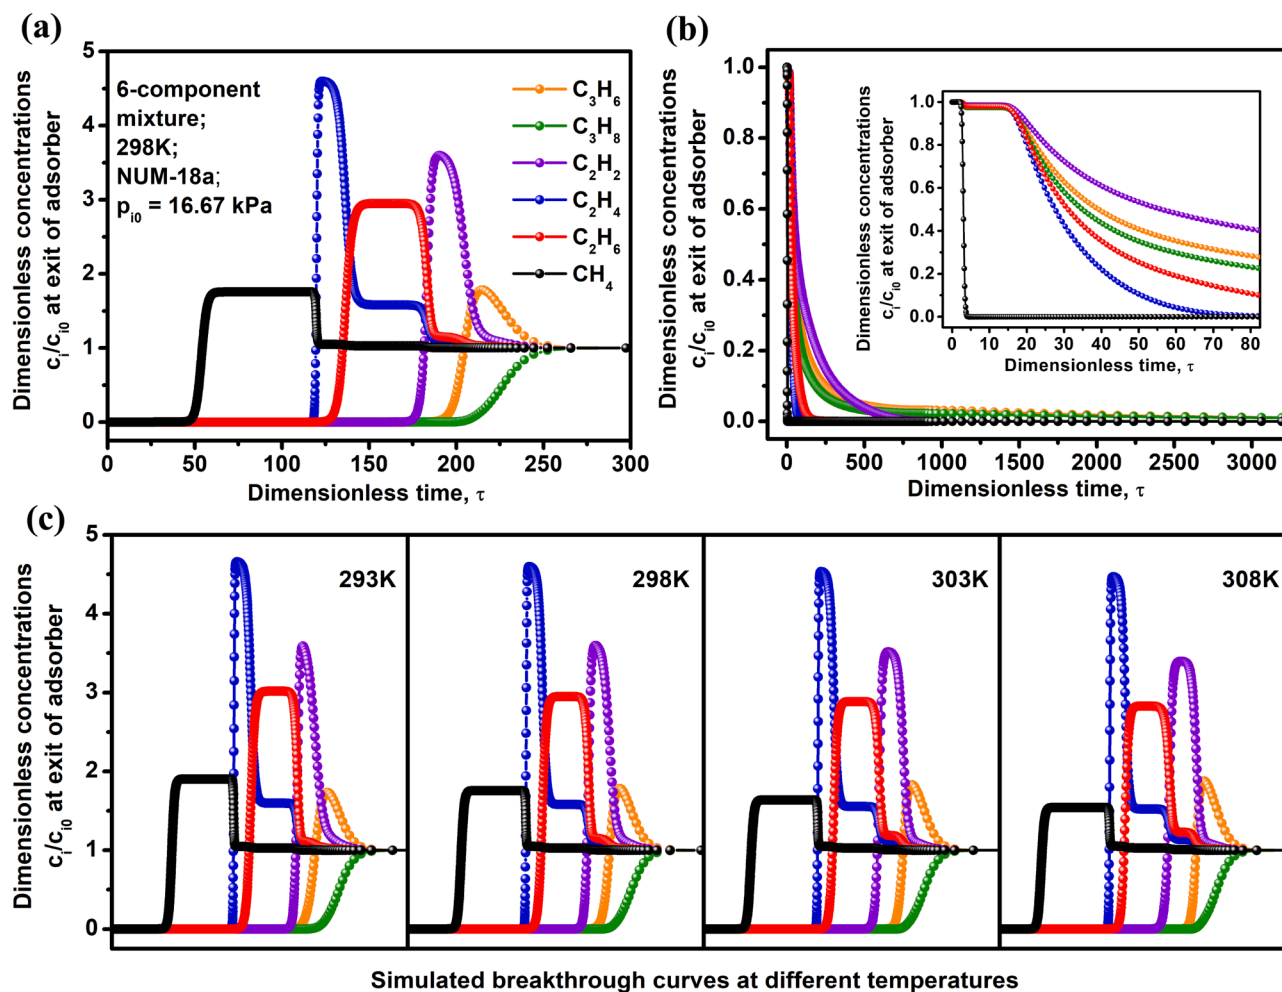 (a)
Dimensionless concentrations
c_i/c_i0 at exit of adsorber
5
4
3
2
1
0
6-component
mixture;
298K;
NUM-18a;
p_i0 = 16.67 kPa
C3H6
C3H8
C2H2
C2H4
C2H6
CH4
0 50 100 150 200 250 300
Dimensionless time, τ
(b)
Dimensionless concentrations
c_i/c_i0 at exit of adsorber
1.0
0.8
0.6
0.4
0.2
0.0
0 500 1000 1500 2000 2500 3000
Dimensionless time, τ
Dimensionless concentrations
c_i/c_i0 at exit of adsorber
1.0
0.8
0.6
0.4
0.2
0.0
0 10 20 30 40 50 60 70 80
Dimensionless time, τ
(c)
Dimensionless concentrations
c_i/c_i0 at exit of adsorber
5
4
3
2
1
0
293K
298K
303K
308K
Simulated breakthrough curves at different temperatures